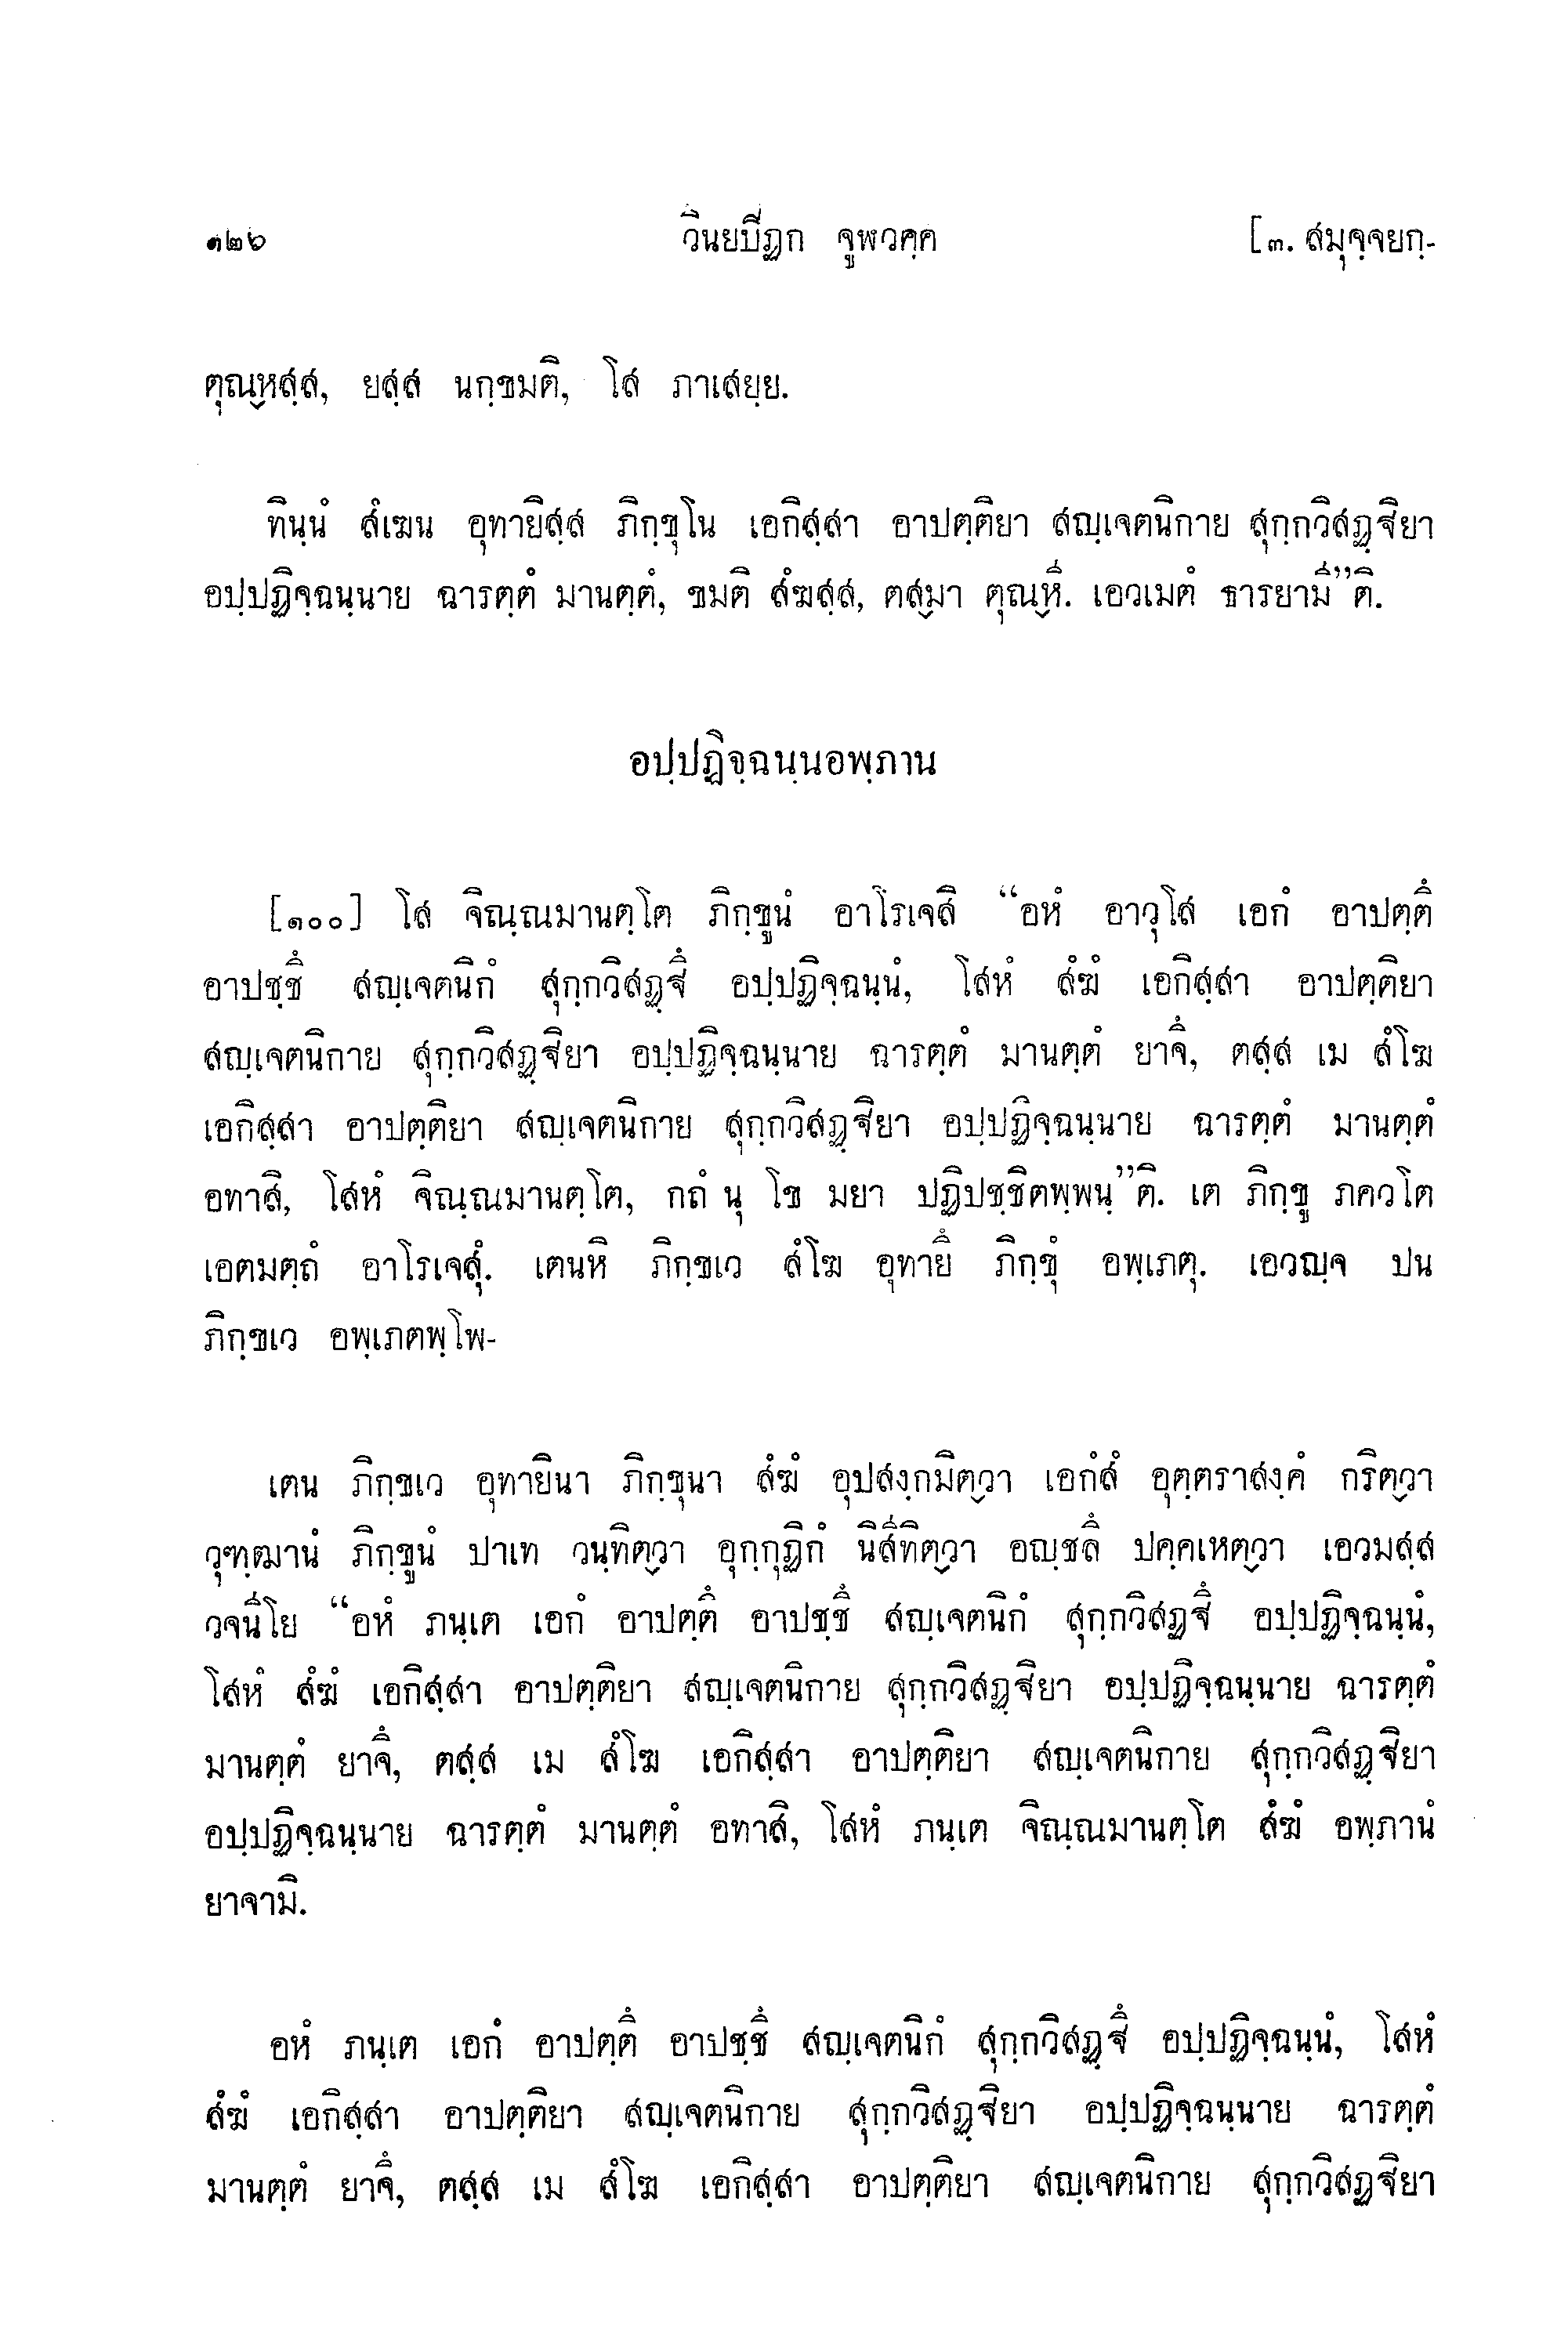 ๑๒๖ วินยปิฏก จูฬวคฺค [๓. สมุจฺจยกฺ-
ตุณฺหสฺส, ยสฺส นกฺขมติ, โส ภาเสยฺย.
ทินฺนํ สํเฆน อุทายิสฺส ภิกฺขุโน เอกิสฺสา อาปตฺติยา สญฺเจตนิกาย สุกฺกวิสฏฺฐิยา
อปฺปฏิจฺฉนฺนาย ฉารตฺตํ มานตฺตํ, ขมติ สํฆสฺส, ตสฺมา ตุณฺหี. เอวเมตํ ธารยามี”ติ.
อปฺปฏิจฺฉนฺนอพฺภาน
[๑๐๐] โส จิณฺณมานตฺโต ภิกฺขูนํ อาโรเจสิ “อหํ อาวุโส เอกํ อาปตฺตึ
อาปชฺชึ สญฺเจตนิกํ สุกฺกวิสฏฺฐึ อปฺปฏิจฺฉนฺนํ, โสหํ สํฆํ เอกิสฺสา อาปตฺติยา
สญฺเจตนิกาย สุกฺกวิสฏฺฐิยา อปฺปฏิจฺฉนฺนาย ฉารตฺตํ มานตฺตํ ยาจึ, ตสฺส เม สํโฆ
เอกิสฺสา อาปตฺติยา สญฺเจตนิกาย สุกฺกวิสฏฺฐิยา อปฺปฏิจฺฉนฺนาย ฉารตฺตํ มานตฺตํ
อทาสิ, โสหํ จิณฺณมานตฺโต, กถํ นุ โข มยา ปฏิปชฺชิตพฺพนฺ”ติ. เต ภิกฺขู ภควโต
เอตมตฺถํ อาโรเจสุํ. เตนหิ ภิกฺขเว สํโฆ อุทายึ ภิกฺขุํ อพฺเภตุ. เอวญฺจ ปน
ภิกฺขเว อพฺเภตพฺโพ-
เตน ภิกฺขเว อุทายินา ภิกฺขุนา สํฆํ อุปสงฺกมิตฺวา เอกํสํ อุตฺตราสงฺคํ กริตฺวา
วุฑฺฒานํ ภิกฺขูนํ ปาเท วนฺทิตฺวา อุกฺกุฏิกํ นิสีทิตฺวา อญฺชลึ ปคฺคเหตฺวา เอวมสฺส
วจนีโย “อหํ ภนฺเต เอกํ อาปตฺตึ อาปชฺชึ สญฺเจตนิกํ สุกฺกวิสฏฺฐึ อปฺปฏิจฺฉนฺนํ,
โสหํ สํฆํ เอกิสฺสา อาปตฺติยา สญฺเจตนิกาย สุกฺกวิสฏฺฐิยา อปฺปฏิจฺฉนฺนาย ฉารตฺตํ
มานตฺตํ ยาจึ, ตสฺส เม สํโฆ เอกิสฺสา อาปตฺติยา สญฺเจตนิกาย สุกฺกวิสฏฺฐิยา
อปฺปฏิจฺฉนฺนาย ฉารตฺตํ มานตฺตํ อทาสิ, โสหํ ภนฺเต จิณฺณมานตฺโต สํฆํ อพฺภานํ
ยาจามิ.
อหํ ภนฺเต เอกํ อาปตฺตึ อาปชฺชึ สญฺเจตนิกํ สุกฺกวิสฏฺฐึ อปฺปฏิจฺฉนฺนํ, โสหํ
สํฆํ เอกิสฺสา อาปตฺติยา สญฺเจตนิกาย สุกฺกวิสฏฺฐิยา อปฺปฏิจฺฉนฺนาย ฉารตฺตํ
มานตฺตํ ยาจึ, ตสฺส เม สํโฆ เอกิสฺสา อาปตฺติยา สญฺเจตนิกาย สุกฺกวิสฏฺฐิยา